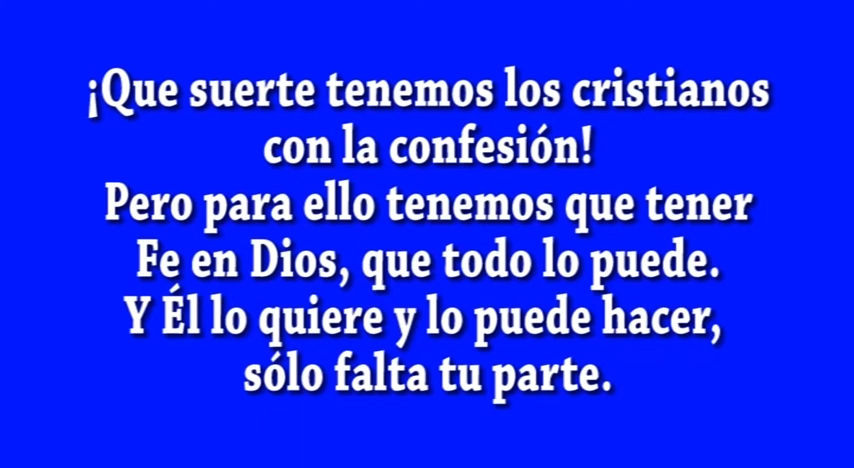 ¡Que suerte tenemos los cristianos
con la confesión!
Pero para ello tenemos que tener
Fe en Dios, que todo lo puede.
Y Él lo quiere y lo puede hacer,
sólo falta tu parte.